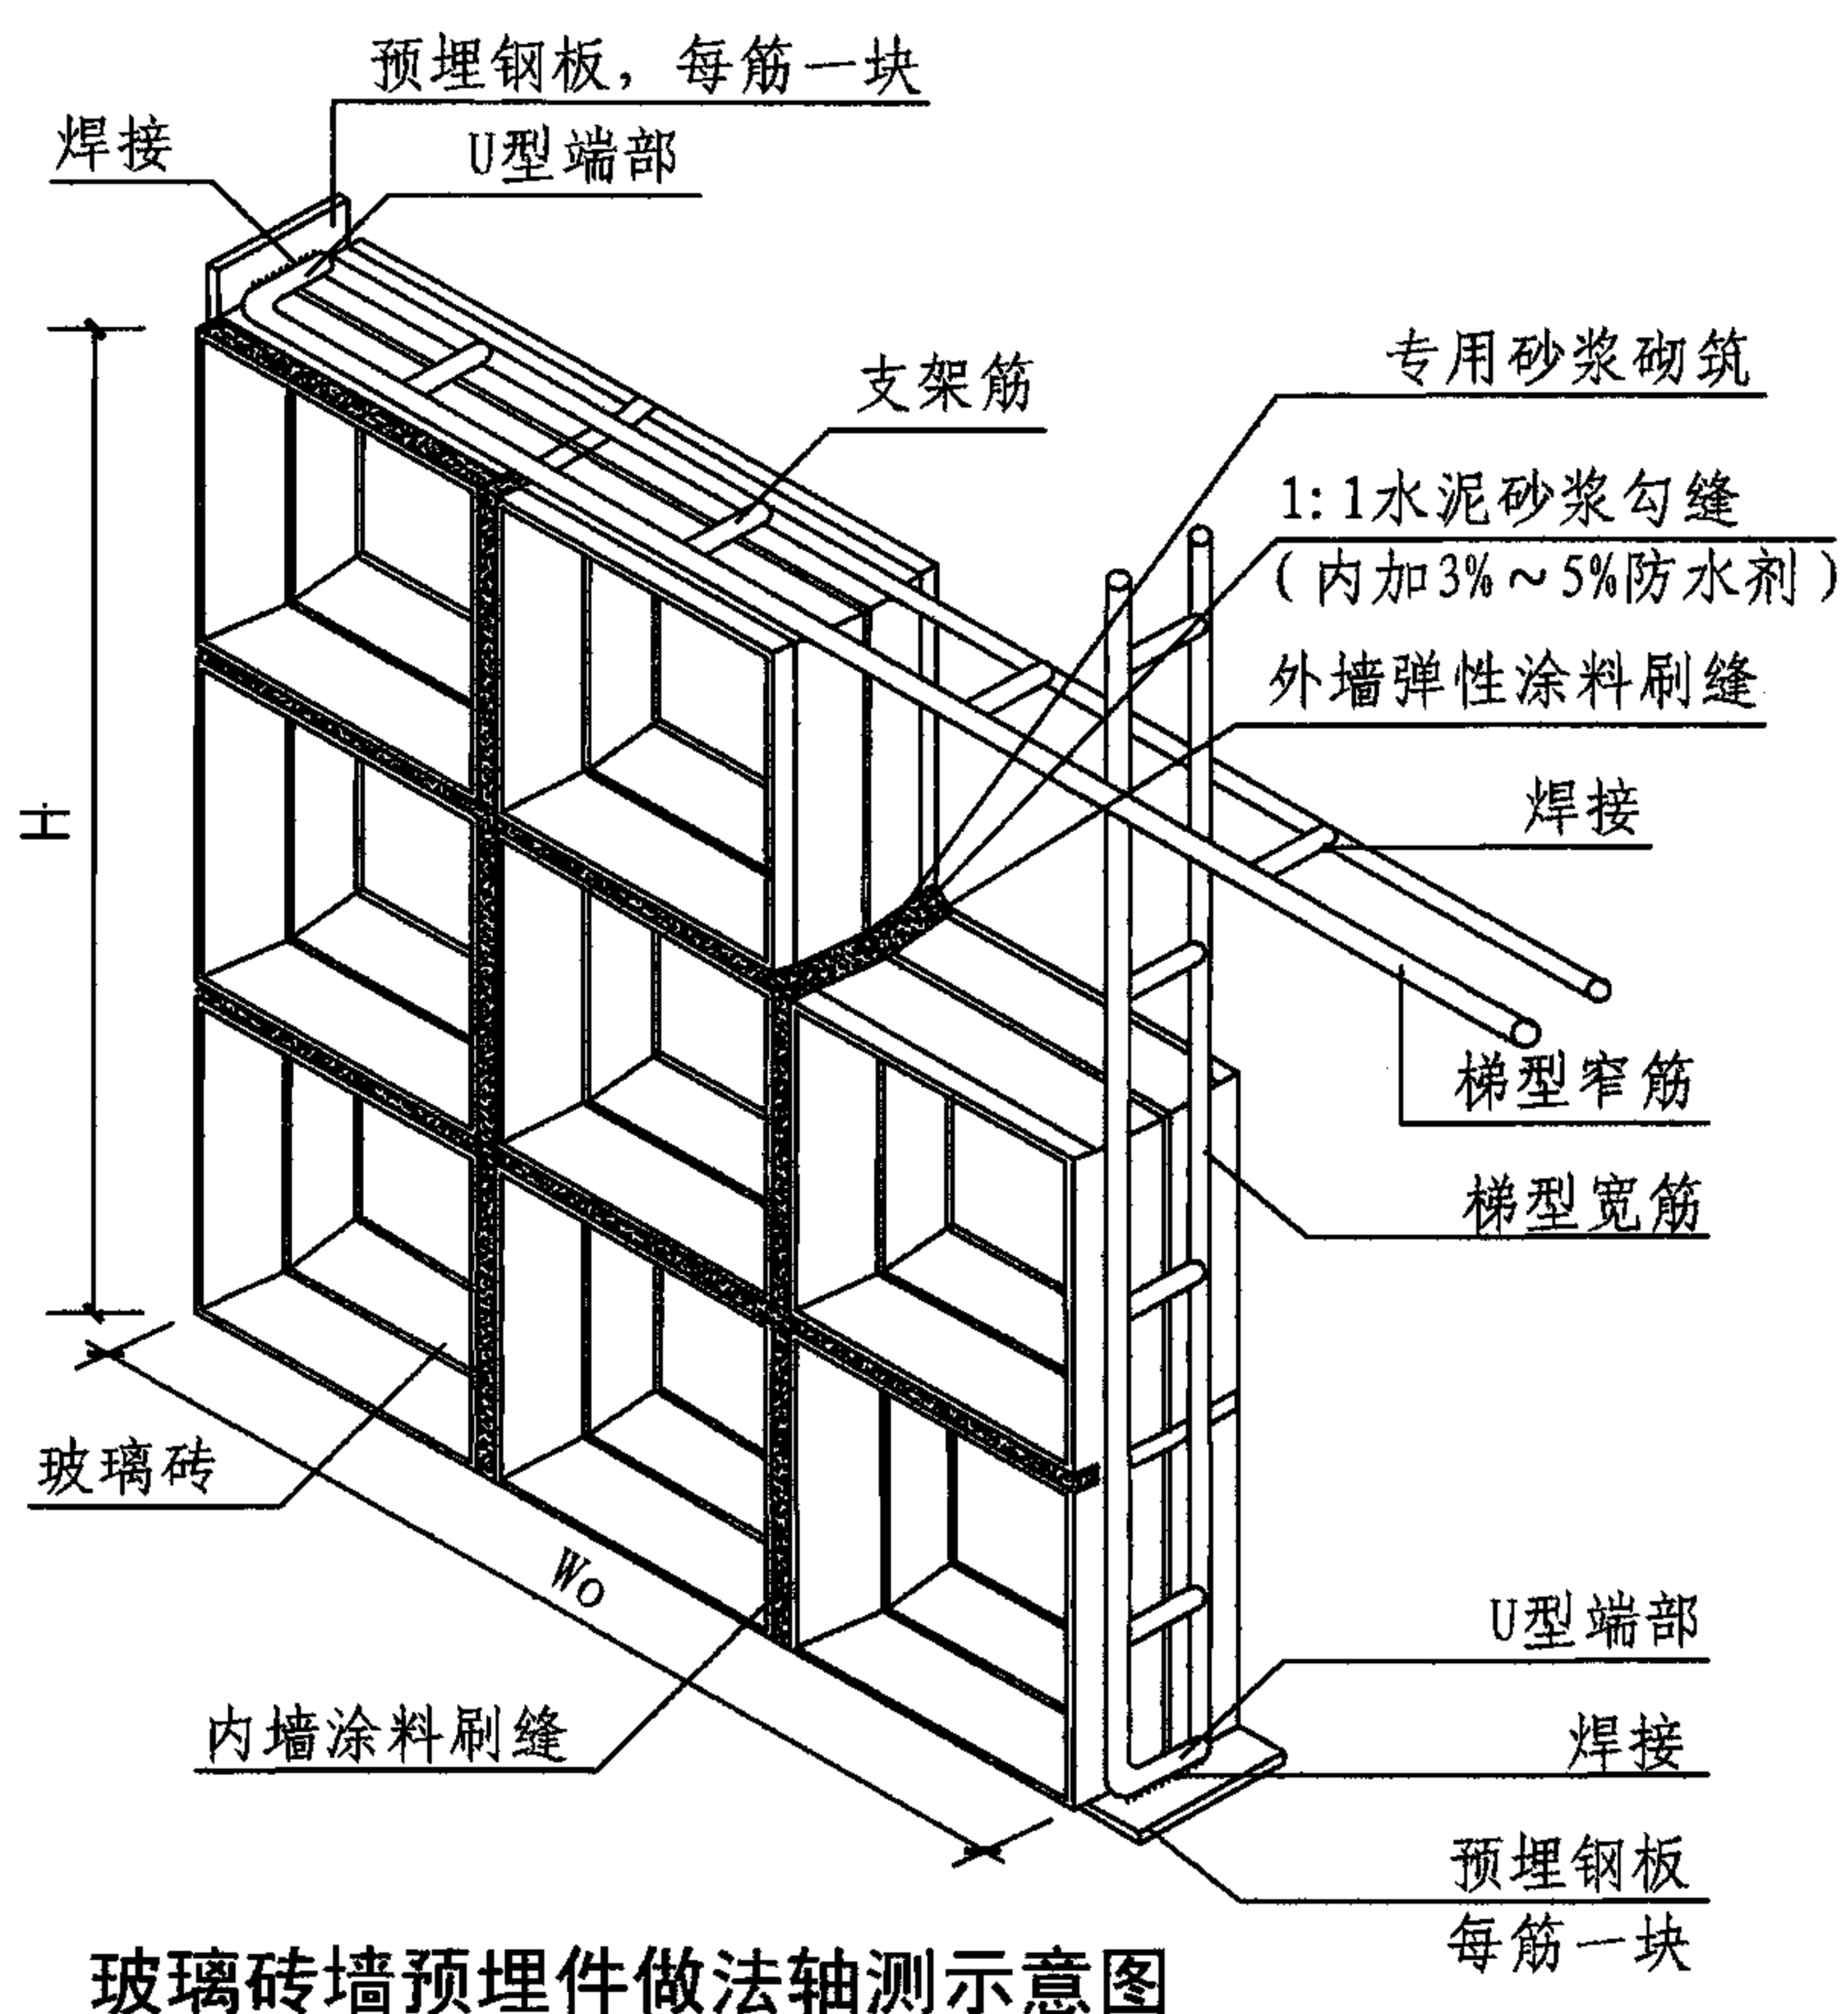 预埋钢板，每筋一块
焊接
U型端部
支架筋
专用砂浆砌筑
1:1水泥砂浆勾缝
（内加3%～5%防水剂）
外墙弹性涂料刷缝
焊接
H
梯型窄筋
梯型宽筋
玻璃砖
Wo
U型端部
内墙涂料刷缝
焊接
预埋钢板
每筋一块
玻璃砖墙预埋件做法轴测示意图